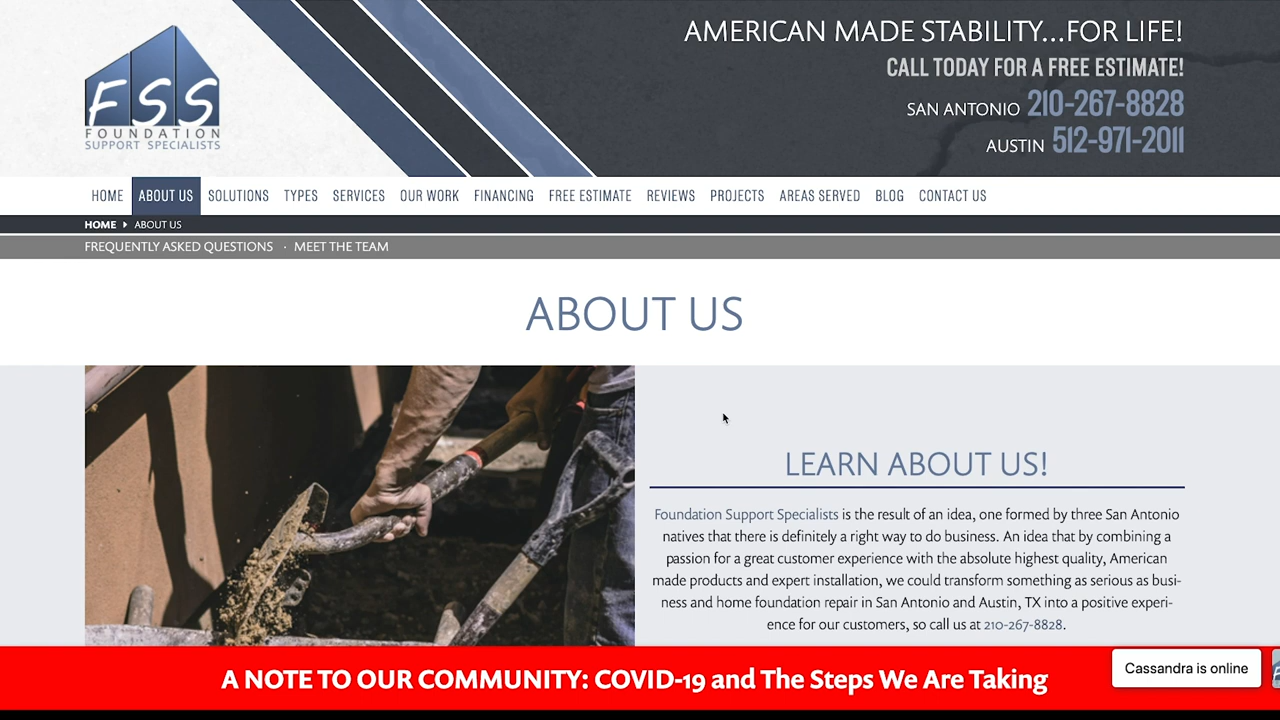 FSS
FOUNDATION
SUPPORT SPECIALISTS
AMERICAN MADE STABILITY...FOR LIFE!
CALL TODAY FOR A FREE ESTIMATE!
SAN ANTONIO 210-267-8828
AUSTIN 512-971-2011
HOME ABOUT US SOLUTIONS TYPES SERVICES OUR WORK FINANCING FREE ESTIMATE REVIEWS PROJECTS AREAS SERVED BLOG CONTACT US
HOME ABOUT US
FREQUENTLY ASKED QUESTIONS · MEET THE TEAM
ABOUT US
LEARN ABOUT US!
Foundation Support Specialists is the result of an idea, one formed by three San Antonio
natives that there is definitely a right way to do business. An idea that by combining a
passion for a great customer experience with the absolute highest quality, American
made products and expert installation, we could transform something as serious as busi-
ness and home foundation repair in San Antonio and Austin, TX into a positive experi-
ence for our customers, so call us at 210-267-8828.
A NOTE TO OUR COMMUNITY: COVID-19 and The Steps We Are Taking
Cassandra is online